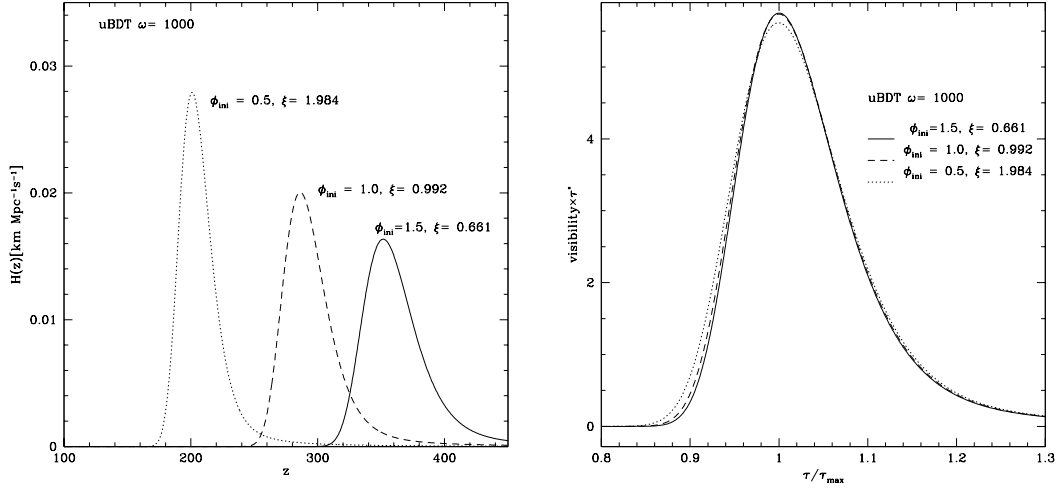 uBDT ω= 1000
0.03
0.02
0.01
0
H(z)[km Mpc⁻¹s⁻¹]
ϕini = 0.5, ξ= 1.984
ϕini = 1.0, ξ= 0.992
ϕini=1.5, ξ= 0.661
100
200
300
400
z
4
2
0
visibility×τ*
uBDT ω= 1000
ϕini=1.5, ξ= 0.661
ϕini = 1.0, ξ= 0.992
ϕini = 0.5, ξ= 1.984
0.8
0.9
1
1.1
1.2
1.3
τ/τmax